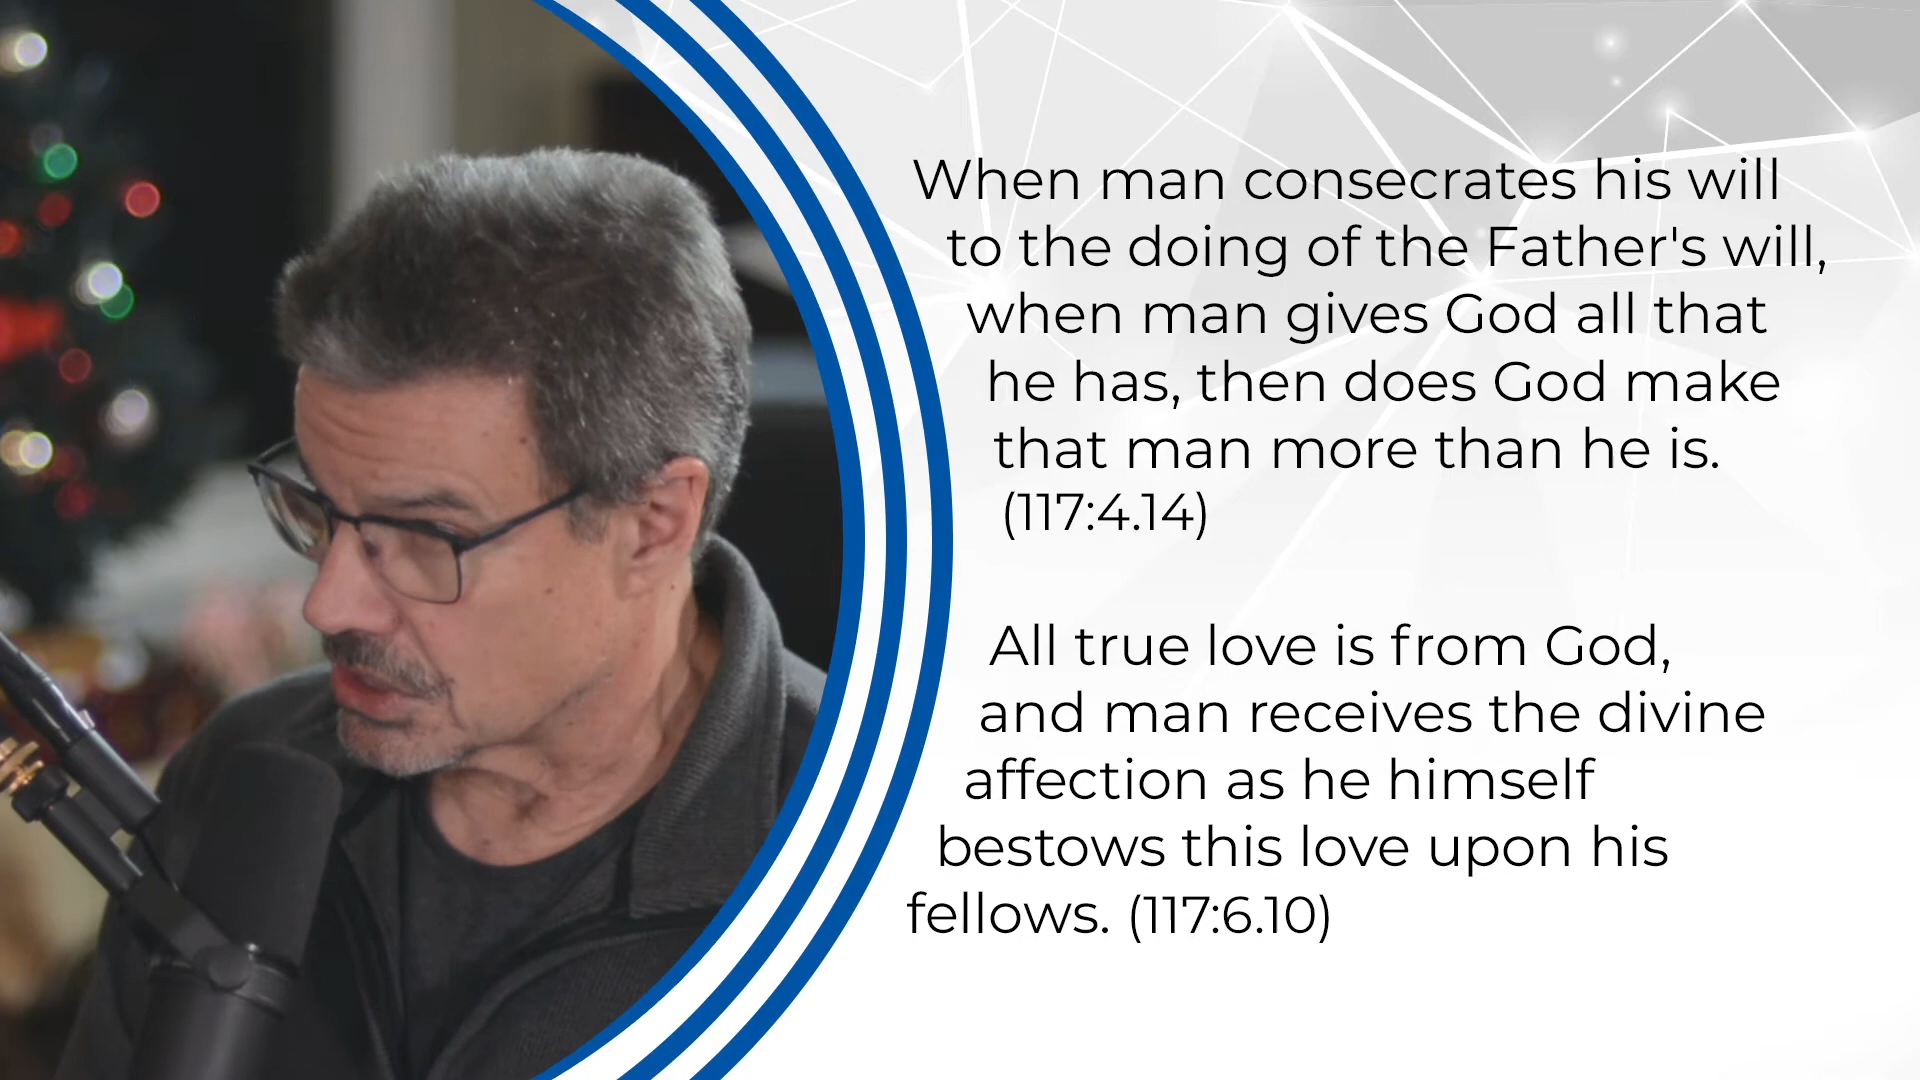 When man consecrates his will
to the doing of the Father's will,
when man gives God all that
he has, then does God make
that man more than he is.
(117:4.14)
All true love is from God,
and man receives the divine
affection as he himself
bestows this love upon his
fellows. (117:6.10)